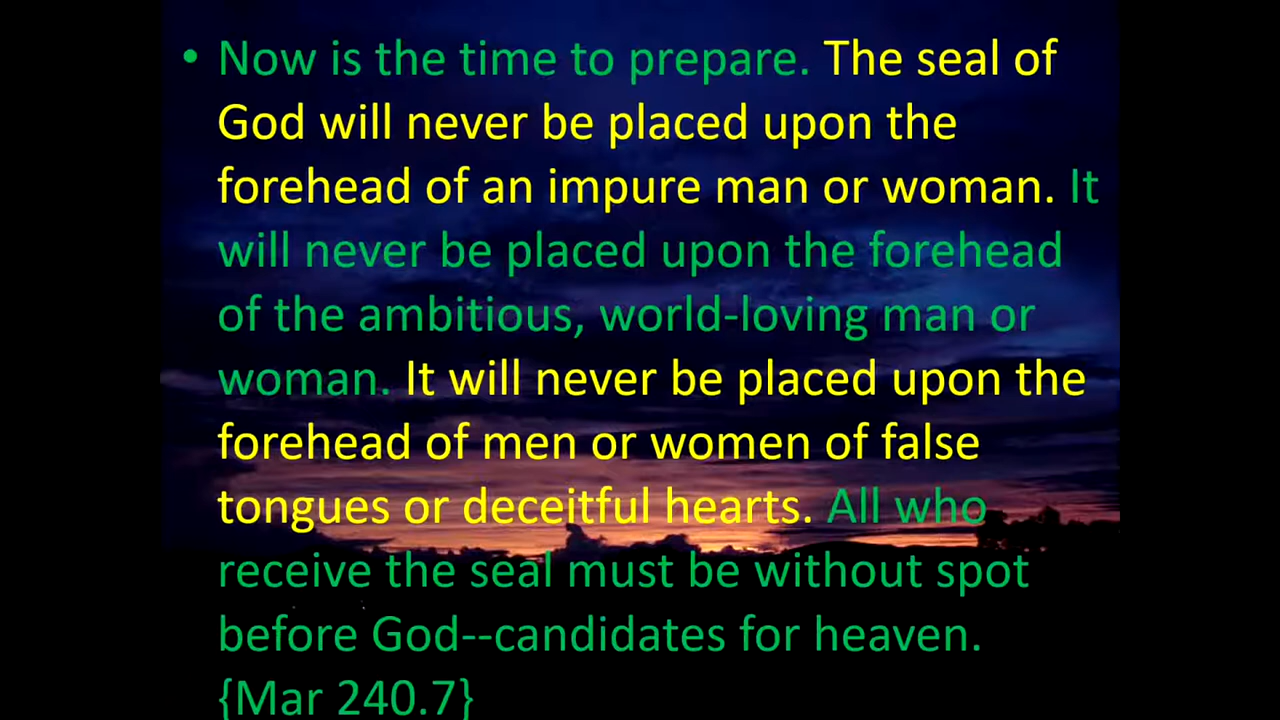 • Now is the time to prepare. The seal of
God will never be placed upon the
forehead of an impure man or woman. It
will never be placed upon the forehead
of the ambitious, world-loving man or
woman. It will never be placed upon the
forehead of men or women of false
tongues or deceitful hearts. All who
receive the seal must be without spot
before God--candidates for heaven.
{Mar 240.7}